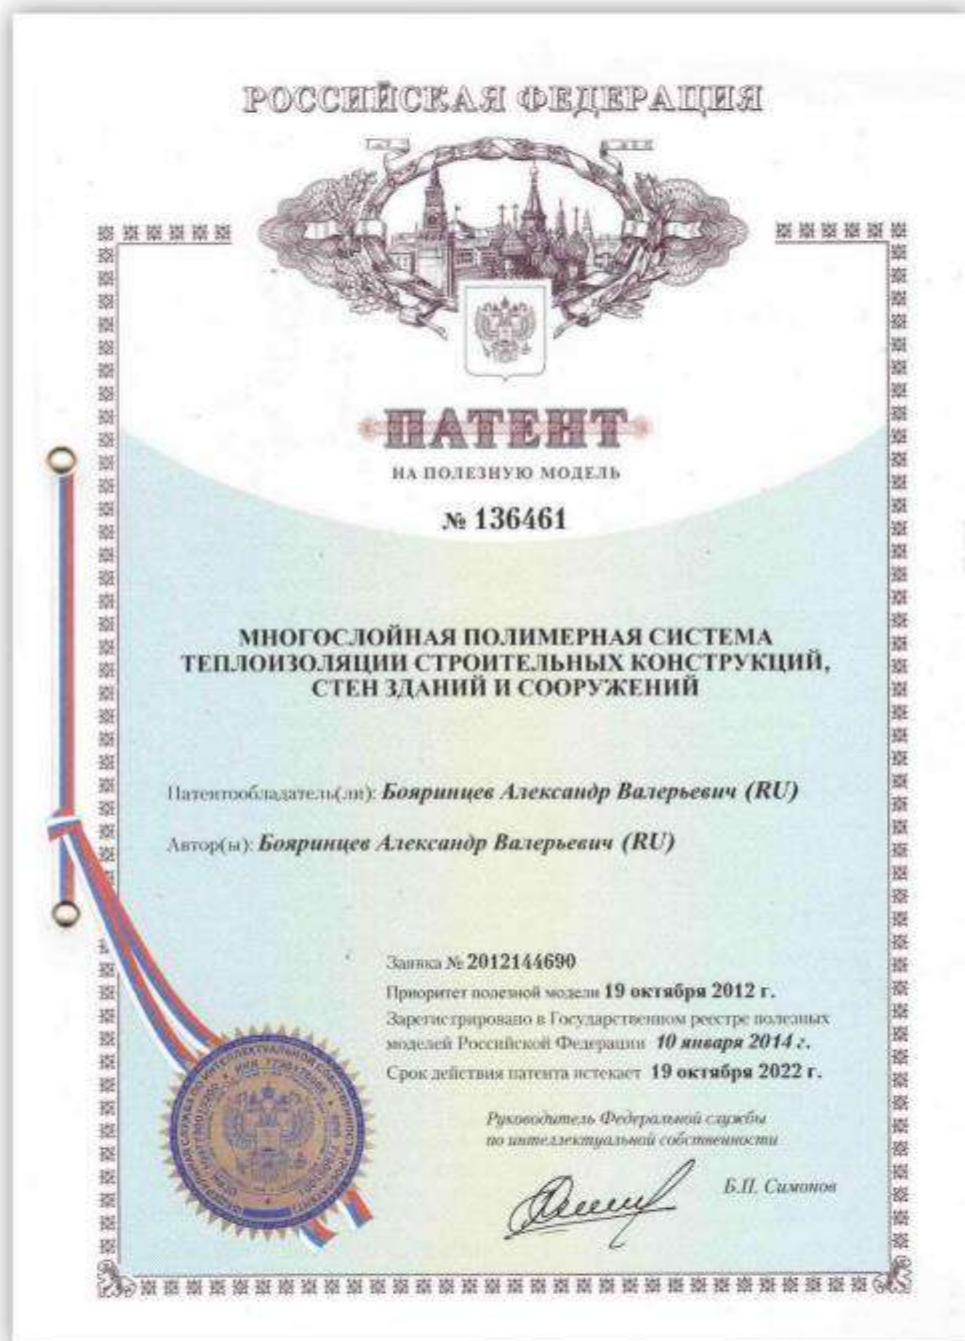 РОССИЙСКАЯ ФЕДЕРАЦИЯ
ПАТЕНТ
НА ПОЛЕЗНУЮ МОДЕЛЬ
№ 136461
МНОГОСЛОЙНАЯ ПОЛИМЕРНАЯ СИСТЕМА
ТЕПЛОИЗОЛЯЦИИ СТРОИТЕЛЬНЫХ КОНСТРУКЦИЙ,
СТЕН ЗДАНИЙ И СООРУЖЕНИЙ
Патентообладатель(ли): Бояринцев Александр Валерьевич (RU)
Автор(ы): Бояринцев Александр Валерьевич (RU)
Заявка № 2012144690
Приоритет полезной модели 19 октября 2012 г.
Зарегистрировано в Государственном реестре полезных
моделей Российской Федерации 10 января 2014 г.
Срок действия патента истекает 19 октября 2022 г.
Руководитель Федеральной службы
по интеллектуальной собственности
Б.П. Симонов